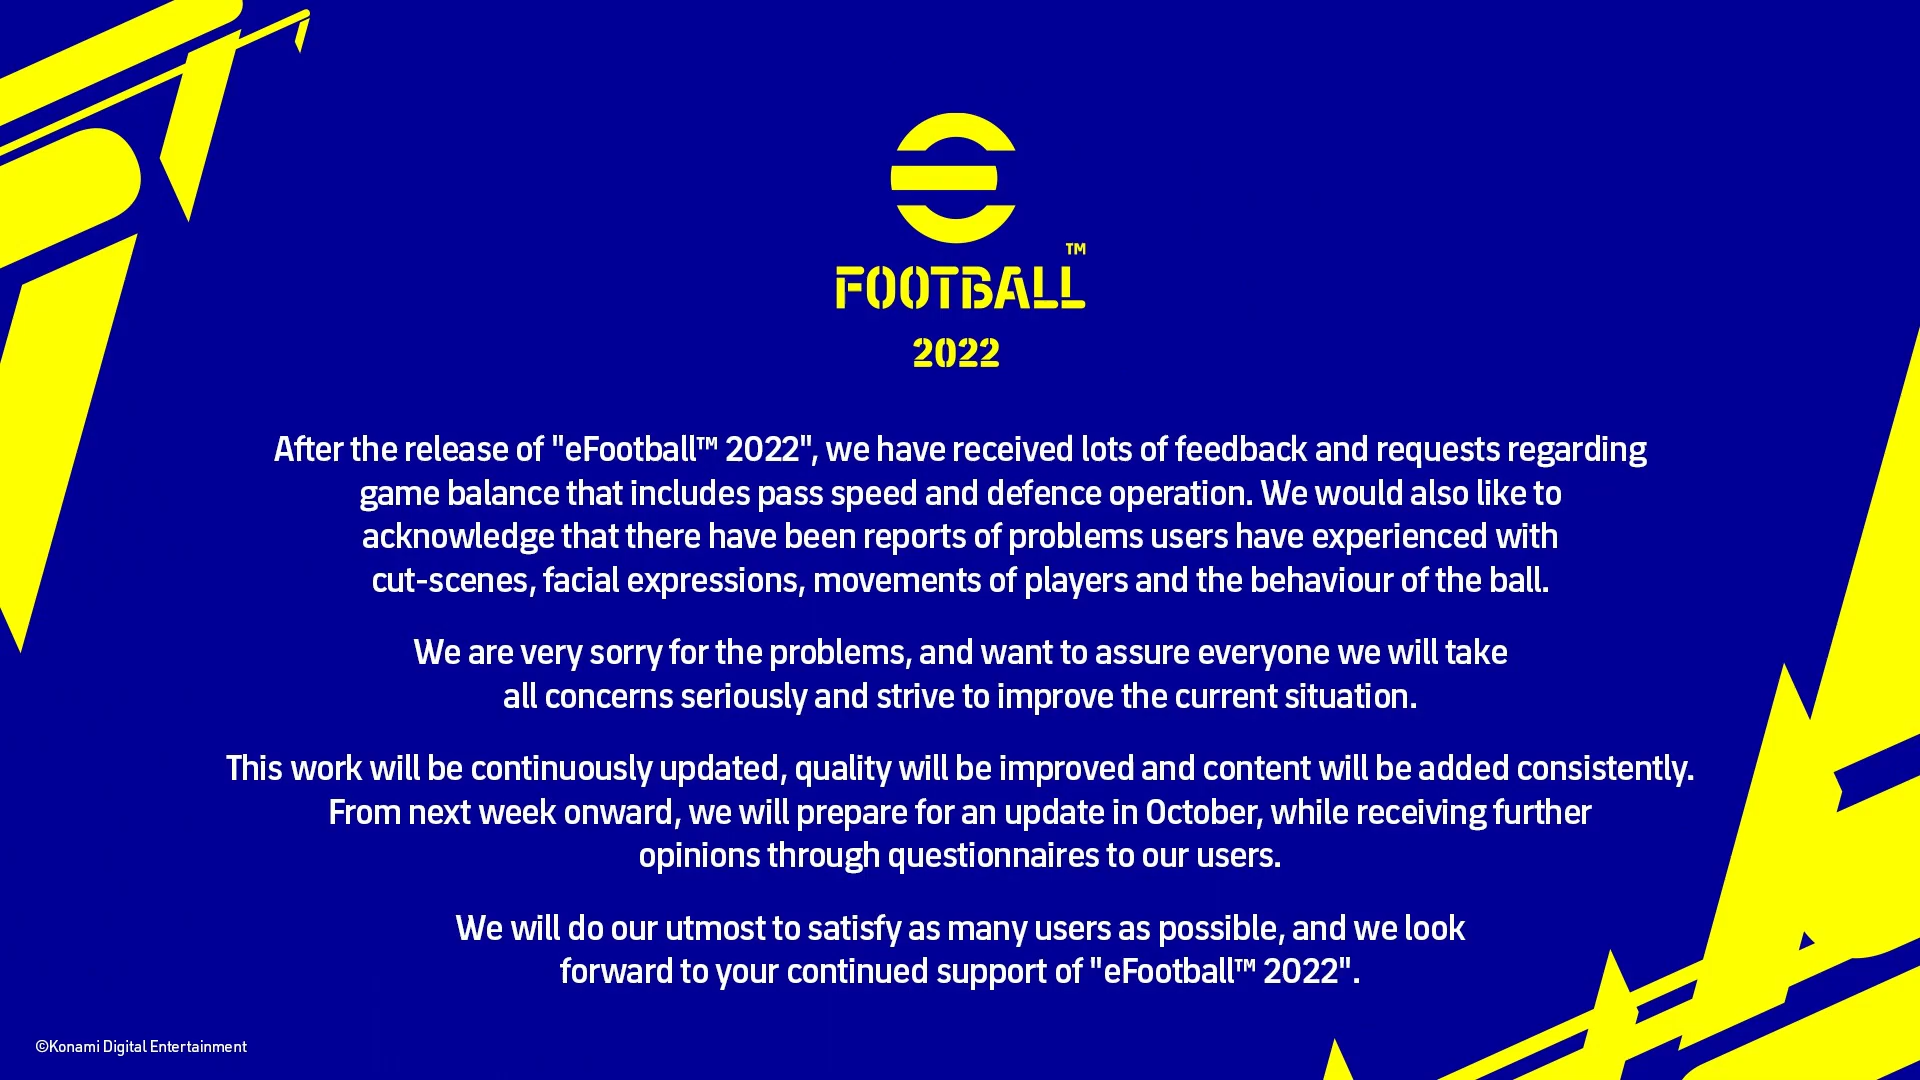 FOOTBALL™
2022
After the release of "eFootball™ 2022", we have received lots of feedback and requests regarding
game balance that includes pass speed and defence operation. We would also like to
acknowledge that there have been reports of problems users have experienced with
cut-scenes, facial expressions, movements of players and the behaviour of the ball.
We are very sorry for the problems, and want to assure everyone we will take
all concerns seriously and strive to improve the current situation.
This work will be continuously updated, quality will be improved and content will be added consistently.
From next week onward, we will prepare for an update in October, while receiving further
opinions through questionnaires to our users.
We will do our utmost to satisfy as many users as possible, and we look
forward to your continued support of "eFootball™ 2022".
©Konami Digital Entertainment